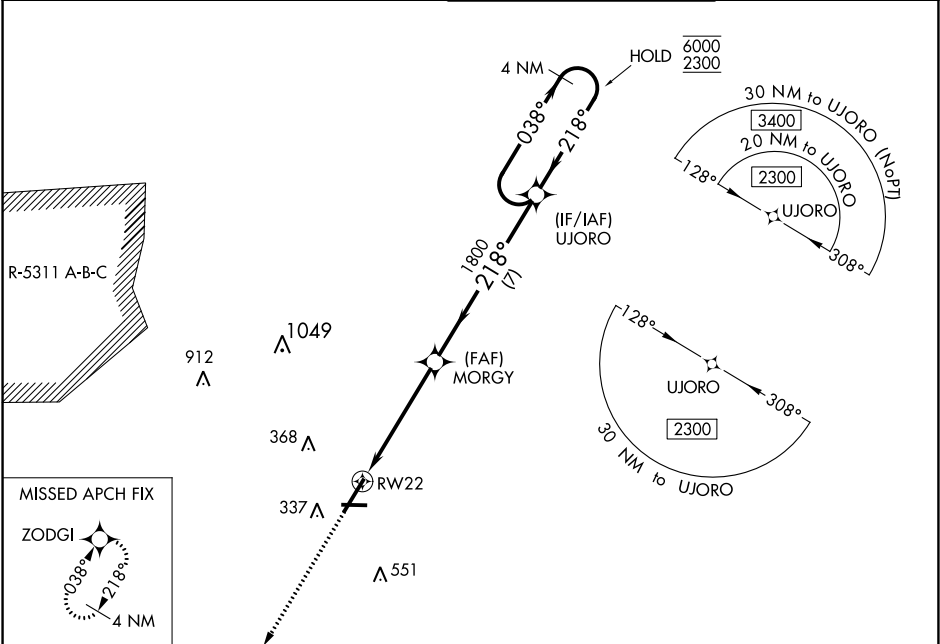 HOLD 6000
2300
4 NM
038°
218°
(IF/IAF)
UJORO
1800
218°
(7)
(FAF)
MORGY
RW22
R-5311 A-B-C
1049
912
368
337
551
30 NM to UJORO (NoPT)
3400
20 NM to UJORO
2300
128°
UJORO
308°
128°
UJORO
308°
2300
30 NM to UJORO
MISSED APCH FIX
ZODGI
038°
218°
4 NM